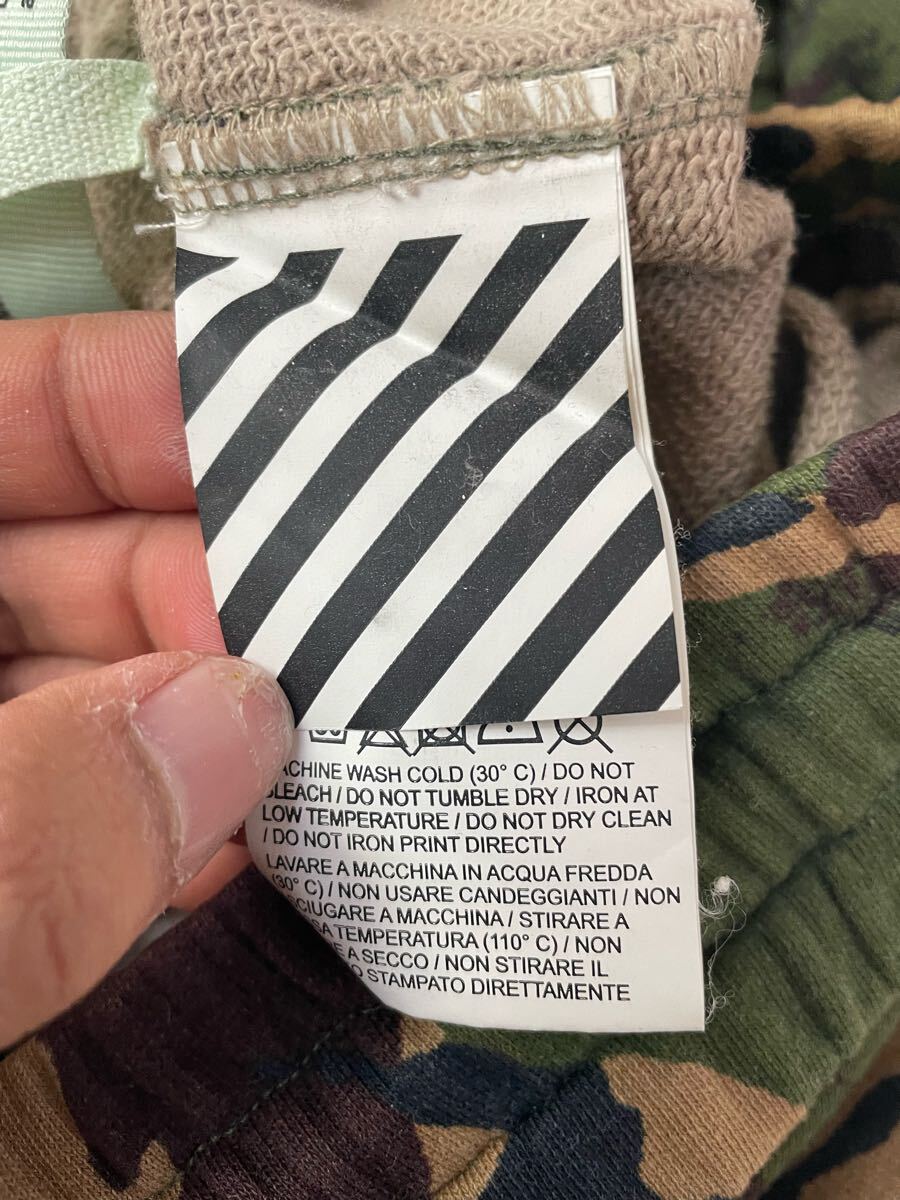 MACHINE WASH COLD (30° C) / DO NOT
BLEACH / DO NOT TUMBLE DRY / IRON AT
LOW TEMPERATURE / DO NOT DRY CLEAN
/ DO NOT IRON PRINT DIRECTLY
LAVARE A MACCHINA IN ACQUA FREDDA
(30° C) / NON USARE CANDEGGIANTI / NON
ASCIUGARE A MACCHINA / STIRARE A
BASSA TEMPERATURA (110° C) / NON
A SECCO / NON STIRARE IL
STAMPATO DIRETTAMENTE